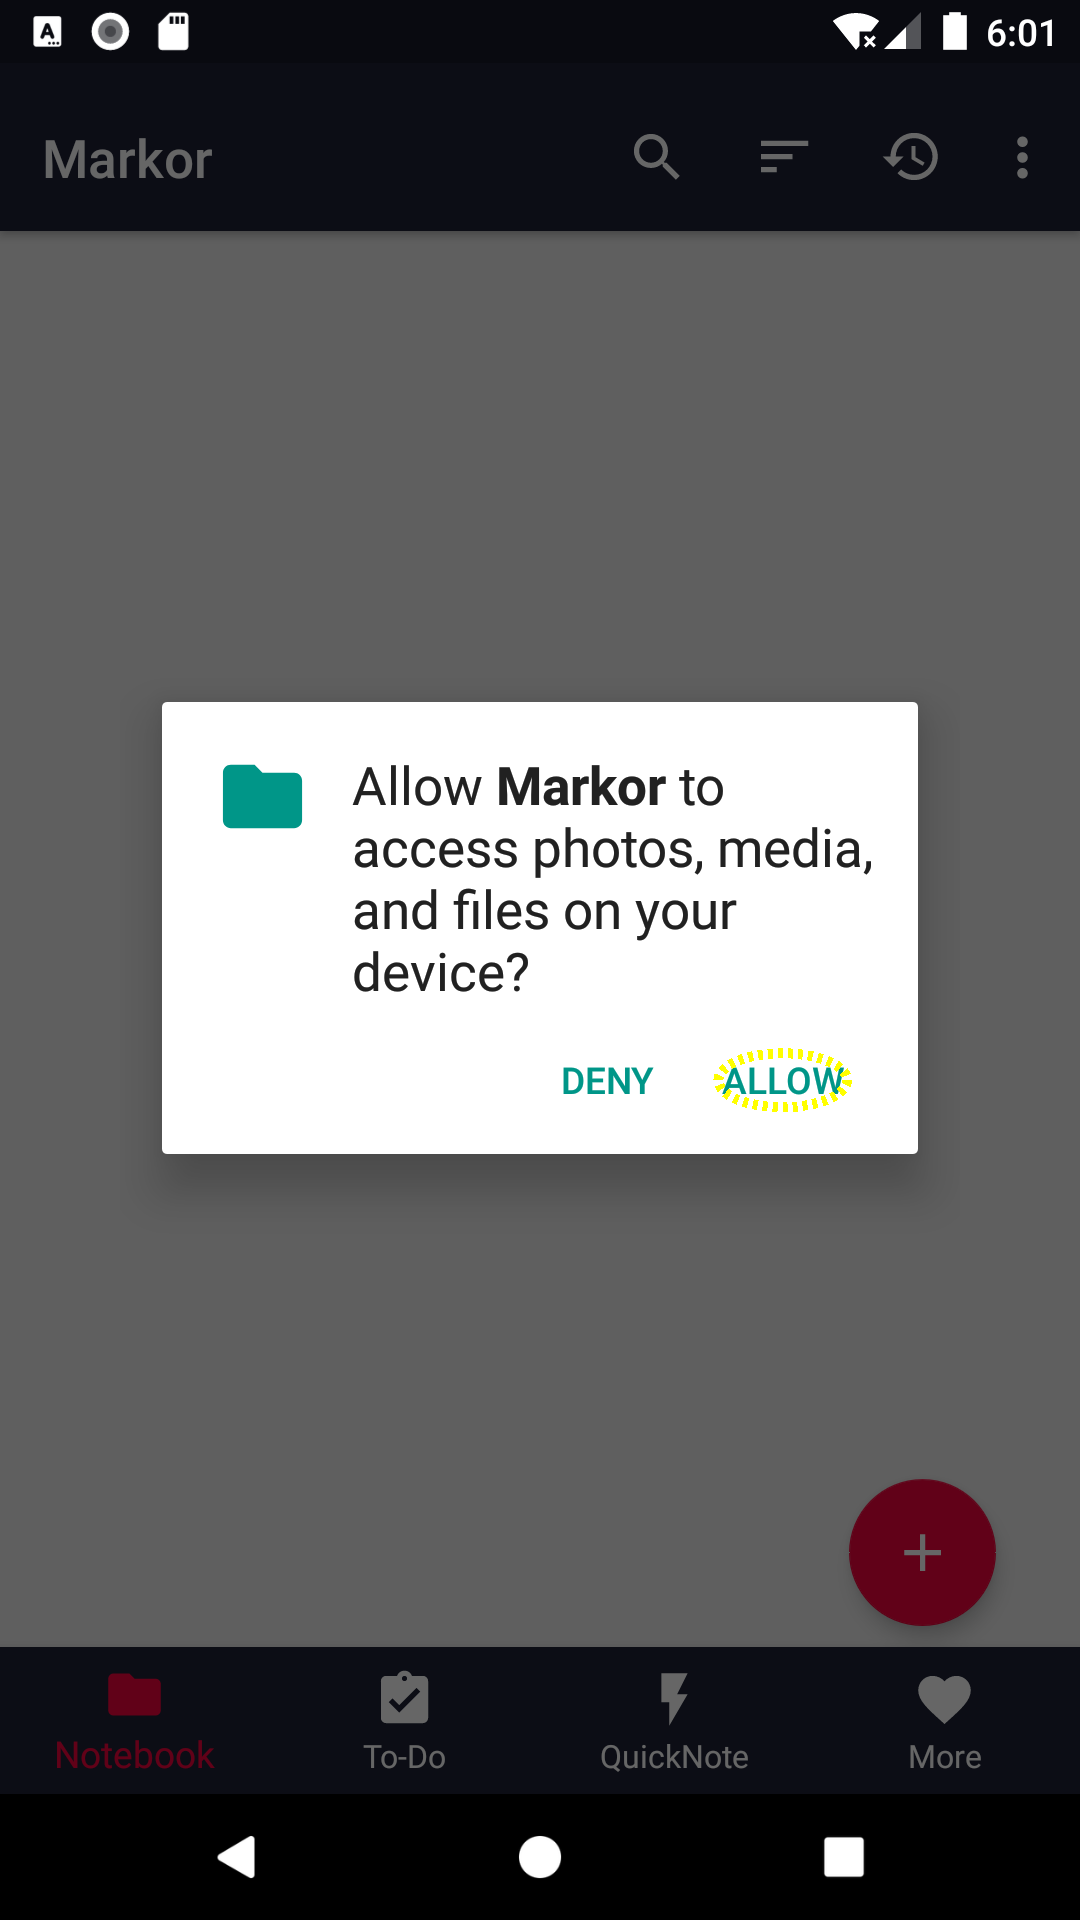 6:01
Markor
Allow Markor to
access photos, media,
and files on your
device?
DENY ALLOW
Notebook To-Do QuickNote More